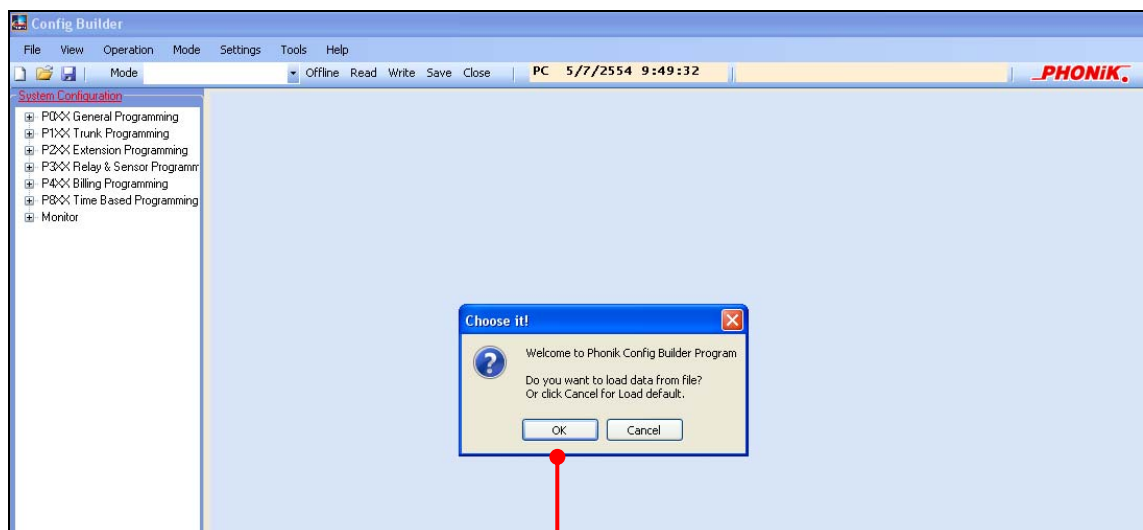 Config Builder
File View Operation Mode Settings Tools Help
Mode Offline Read Write Save Close PC 5/7/2554 9:49:32 PHONiK.
System Configuration
P0XX General Programming
P1XX Trunk Programming
P2XX Extension Programming
P3XX Relay & Sensor Programm
P4XX Billing Programming
P8XX Time Based Programming
Monitor
Choose it!
Welcome to Phonik Config Builder Program
Do you want to load data from file?
Or click Cancel for Load default.
OK Cancel